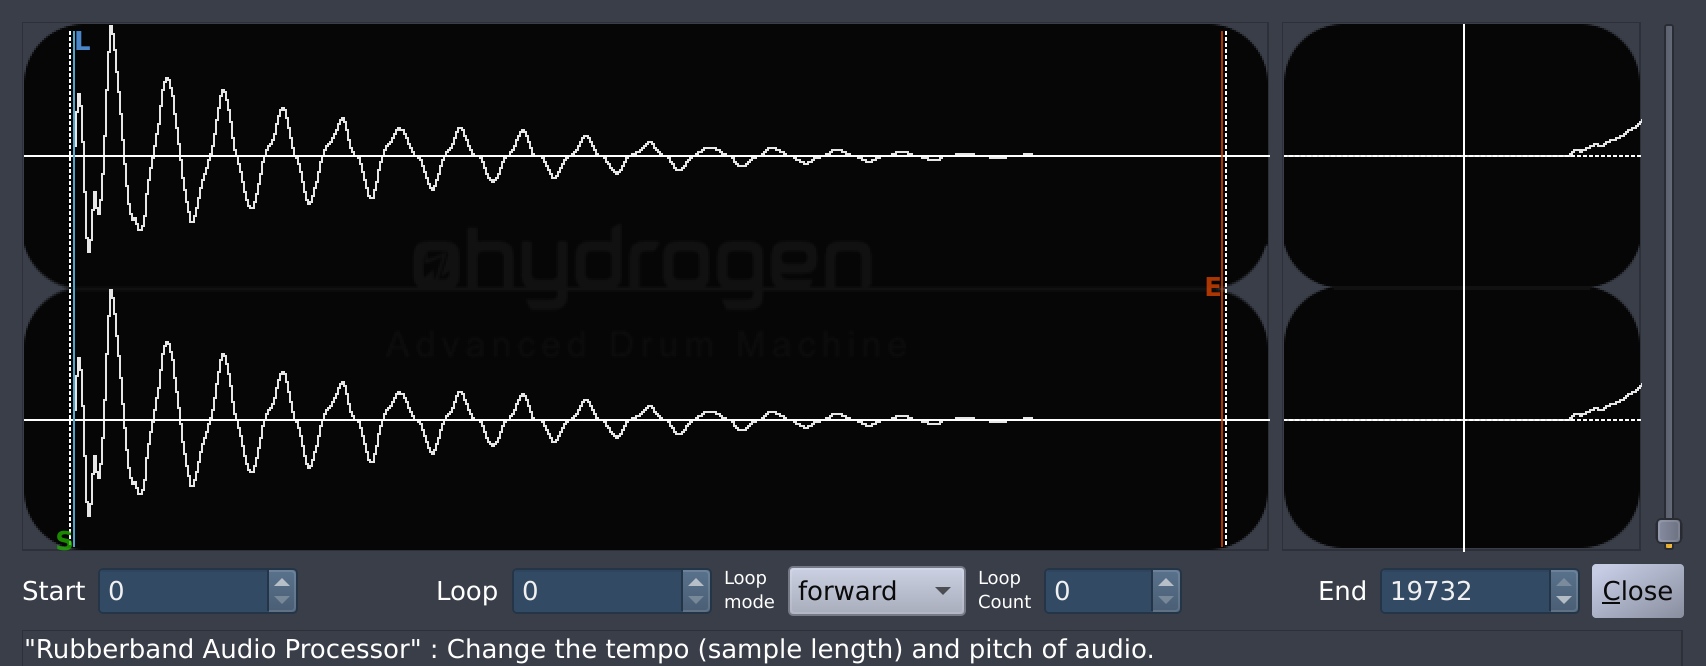 L
hydrogen
E
Advanced Drum Machine
S
Start 0 Loop 0 Loop mode forward Loop Count 0 End 19732 Close
"Rubberband Audio Processor" : Change the tempo (sample length) and pitch of audio.